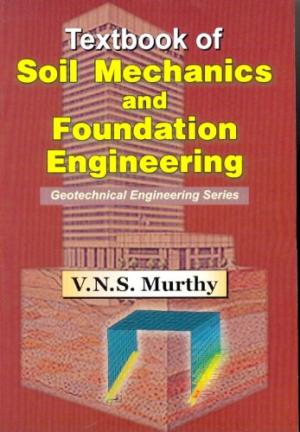 Textbook of
Soil Mechanics
and
Foundation
Engineering
Geotechnical Engineering Series
V.N.S. Murthy